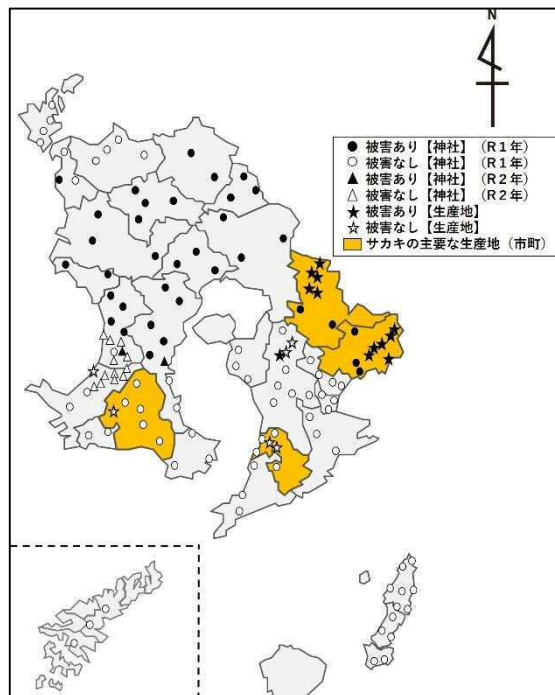 N
● 被害あり【神社】（R１年）
○ 被害なし【神社】（R１年）
▲ 被害あり【神社】（R２年）
△ 被害なし【神社】（R２年）
★ 被害あり【生産地】
☆ 被害なし【生産地】
サカキの主要な生産地（市町）